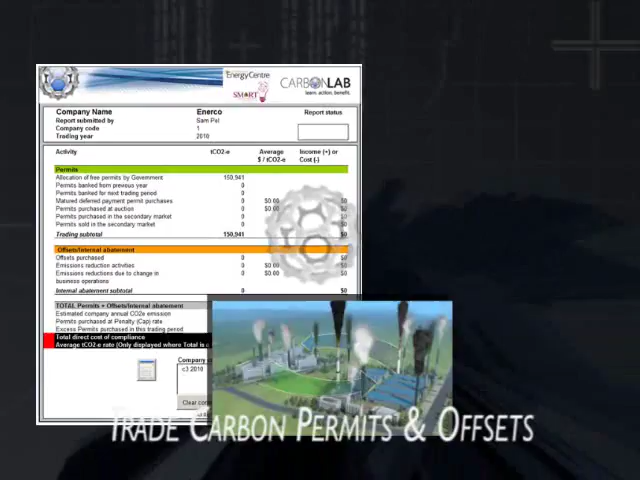 EnergyCentre
SMART
CARBONLAB
learn. action. benefit.
Company Name Enerco Report status
Report submitted by Sam Pel
Company code 1
Trading year 2010
Activity tCO2-e Average $ / tCO2-e Income (+) or Cost (-)
Permits
Allocation of free permits by Government 150,941
Permits banked from previous year 0
Permits banked for next trading period 0
Matured deferred payment permit purchases 0 $0.00 $0
Permits purchased at auction 0 $0.00 $0
Permits purchased in the secondary market 0 $0
Permits sold in the secondary market 0 $0
Trading subtotal 150,941 $0
Offsets/Internal abatement
Offsets purchased 0 $0
Emissions reduction activities 0 $0.00 $0
Emissions reductions due to change in business operations 0 $0.00 $0
Internal abatement subtotal 0 $0
TOTAL Permits + Offsets/Internal abatement
Estimated company annual CO2e emission
Permits purchased at Penalty (Cap) rate
Excess Permits purchased in this trading period
Total direct cost of compliance
Average tCO2-e rate (Only displayed where Total is
Company
c3 2010
Clear
TRADE CARBON PERMITS & OFFSETS